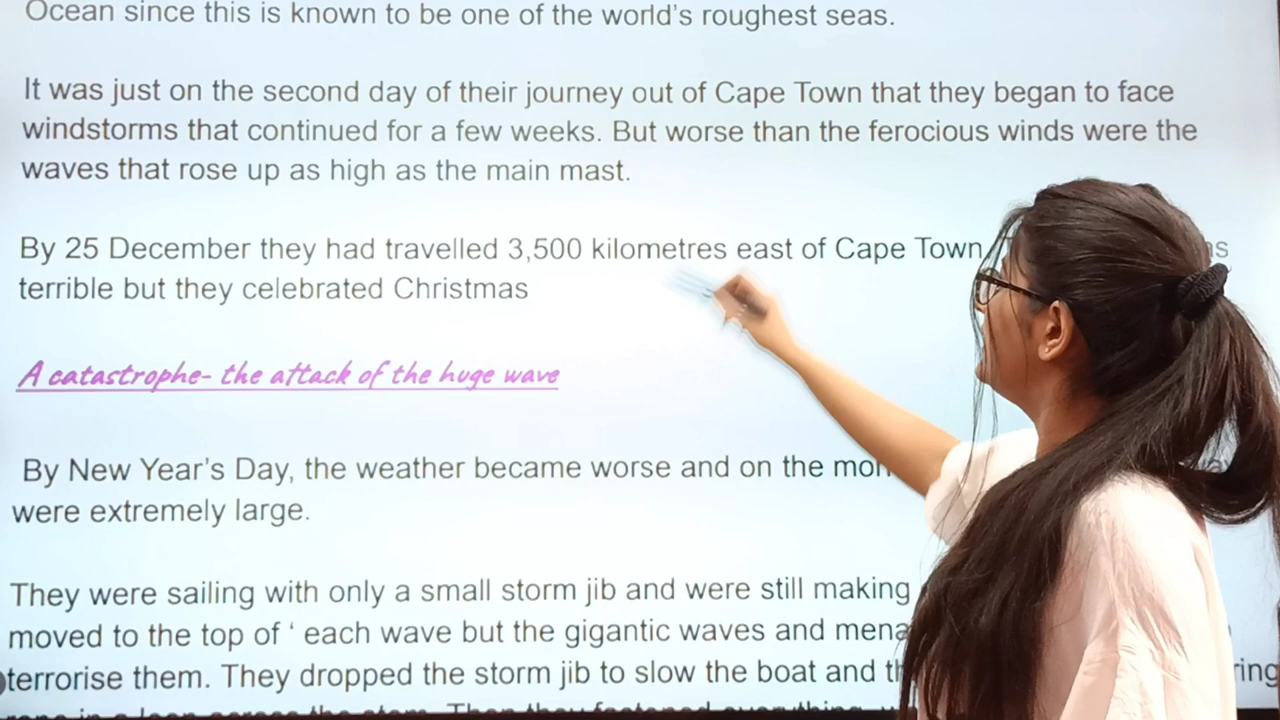 Ocean since this is known to be one of the world's roughest seas.
It was just on the second day of their journey out of Cape Town that they began to face
windstorms that continued for a few weeks. But worse than the ferocious winds were the
waves that rose up as high as the main mast.
By 25 December they had travelled 3,500 kilometres east of Cape Town
terrible but they celebrated Christmas
A catastrophe- the attack of the huge wave
By New Year's Day, the weather became worse and on the
were extremely large.
They were sailing with only a small storm jib and were still making
moved to the top of ‘ each wave but the gigantic waves and
terrorise them. They dropped the storm jib to slow the boat and